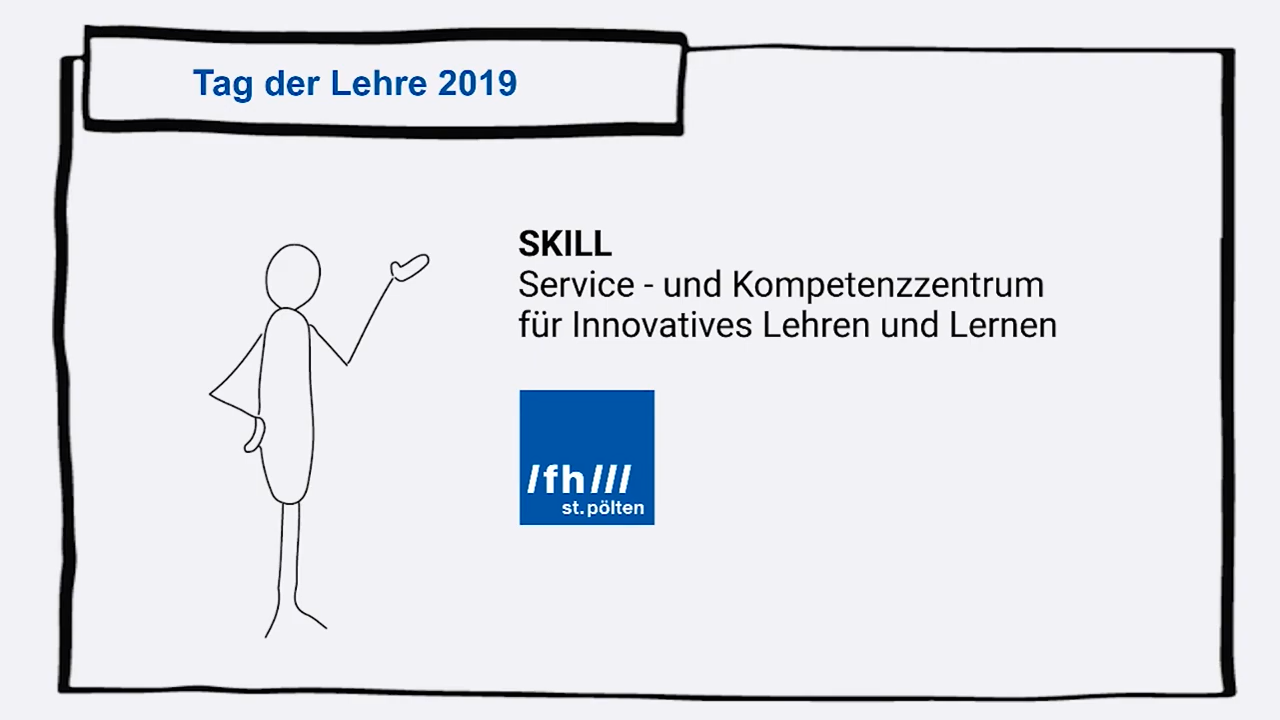 Tag der Lehre 2019
SKILL
Service - und Kompetenzzentrum
für Innovatives Lehren und Lernen
/fh///
st.pölten